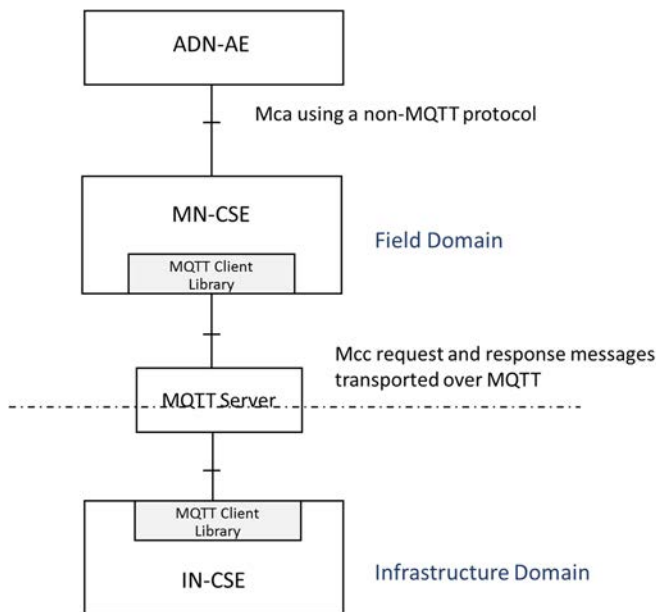 ADN-AE
Mca using a non-MQTT protocol
MN-CSE
Field Domain
MQTT Client
Library
Mcc request and response messages
transported over MQTT
MQTT Server
MQTT Client
Library
IN-CSE
Infrastructure Domain